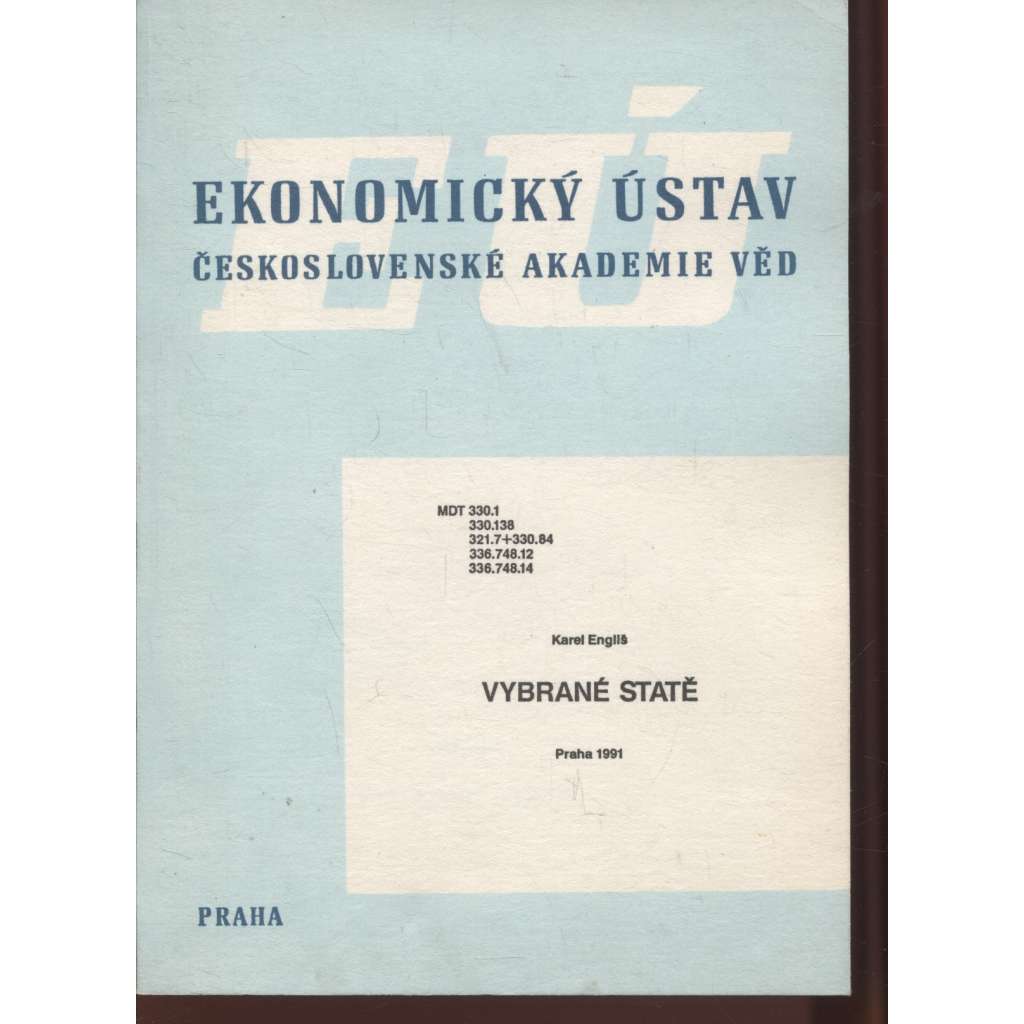 EÚ
EKONOMICKÝ ÚSTAV
ČESKOSLOVENSKÉ AKADEMIE VĚD
MDT 330.1
330.138
321.7+330.84
336.748.12
336.748.14
Karel Engliš
VYBRANÉ STATĚ
Praha 1991
PRAHA